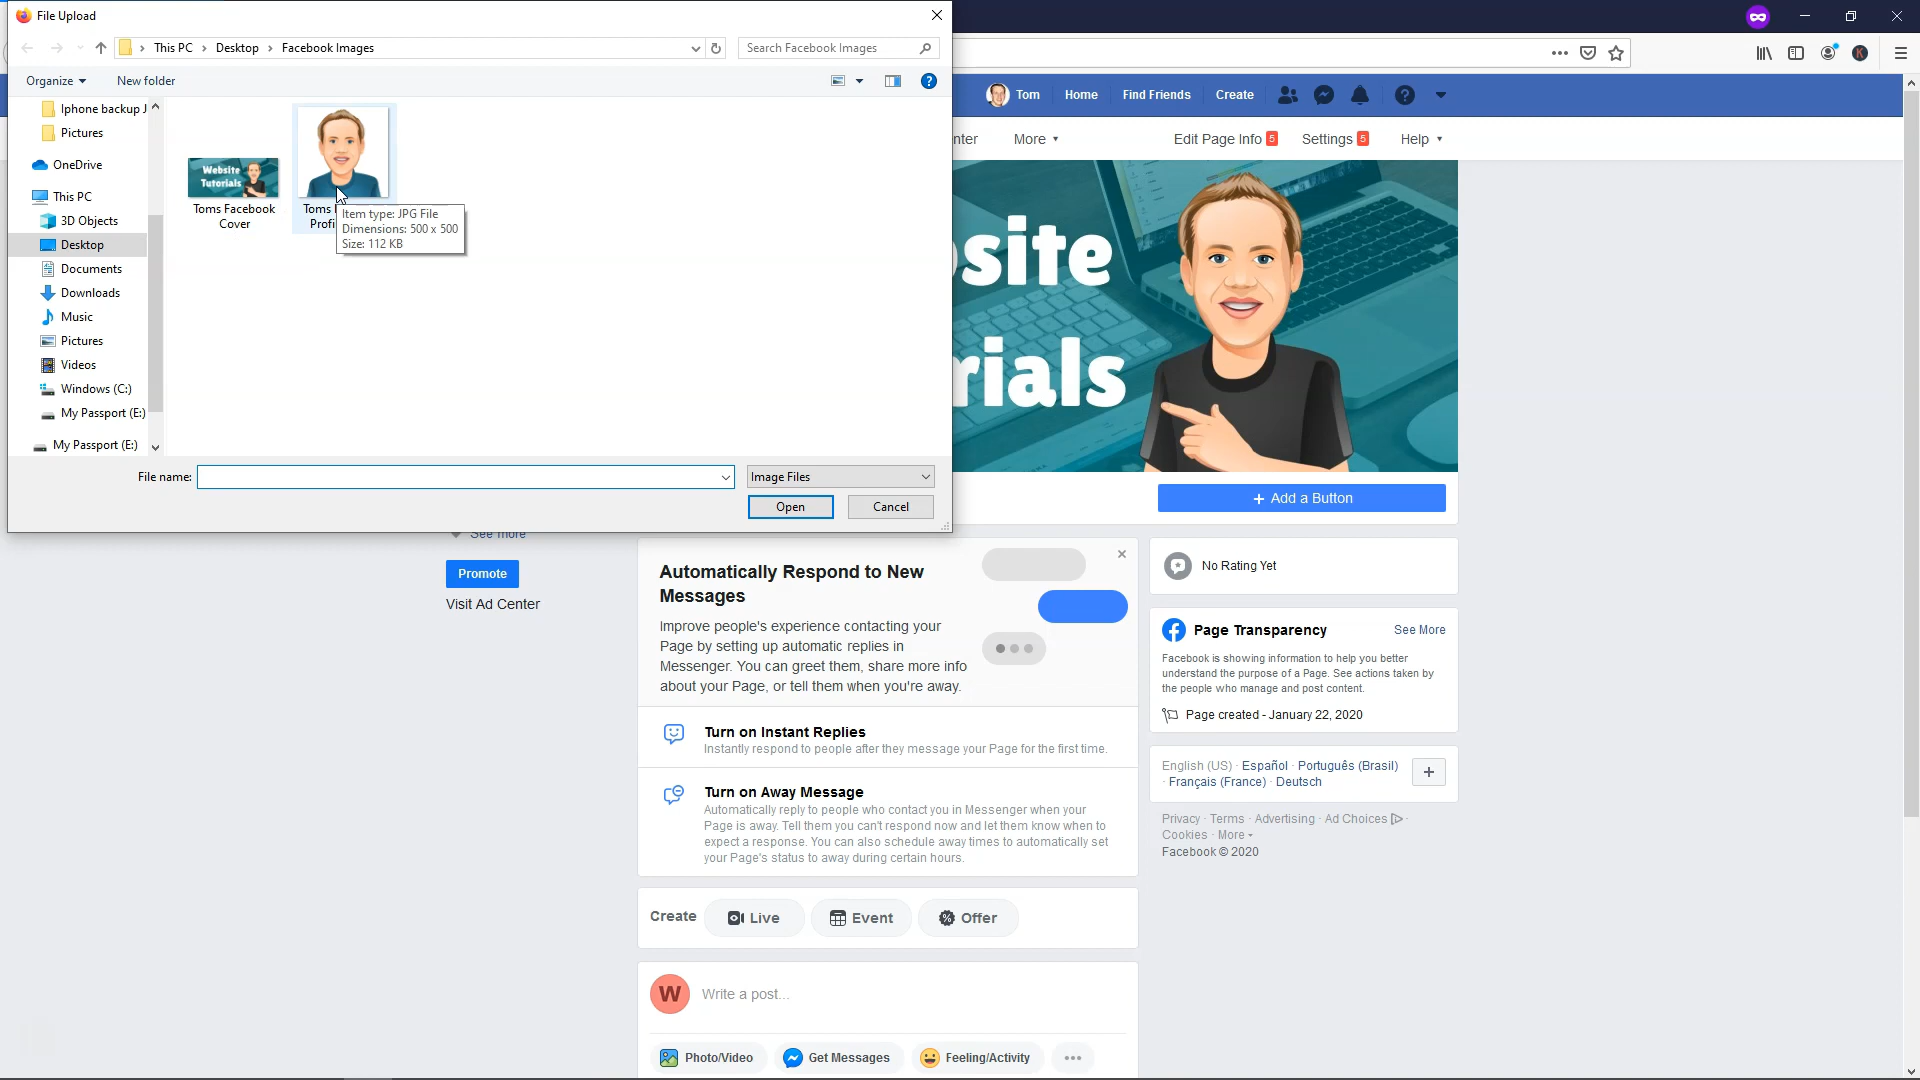 File Upload
This PC > Desktop > Facebook Images
Search Facebook Images
Organize
New folder
Iphone backup J
Pictures
OneDrive
This PC
3D Objects
Desktop
Documents
Downloads
Music
Pictures
Videos
Windows (C:)
My Passport (E:)
My Passport (E:)
Website
Tutorials
Toms Facebook
Cover
Toms
Profi
Item type: JPG File
Dimensions: 500 x 500
Size: 112 KB
File name:
Image Files
Open
Cancel
Tom
Home
Find Friends
Create
K
nter
More
Edit Page Info 5
Settings 5
Help
site
rials
+ Add a Button
See more
Promote
Visit Ad Center
Automatically Respond to New
Messages
Improve people's experience contacting your
Page by setting up automatic replies in
Messenger. You can greet them, share more info
about your Page, or tell them when you're away.
Turn on Instant Replies
Instantly respond to people after they message your Page for the first time.
Turn on Away Message
Automatically reply to people who contact you in Messenger when your
Page is away. Tell them you can't respond now and let them know when to
expect a response. You can also schedule away times to automatically set
your Page's status to away during certain hours.
Create
Live
Event
Offer
W
Write a post...
Photo/Video
Get Messages
Feeling/Activity
No Rating Yet
Page Transparency
See More
Facebook is showing information to help you better
understand the purpose of a Page. See actions taken by
the people who manage and post content.
Page created - January 22, 2020
English (US) · Español · Português (Brasil)
· Français (France) · Deutsch
Privacy · Terms · Advertising · Ad Choices ·
Cookies · More
Facebook © 2020